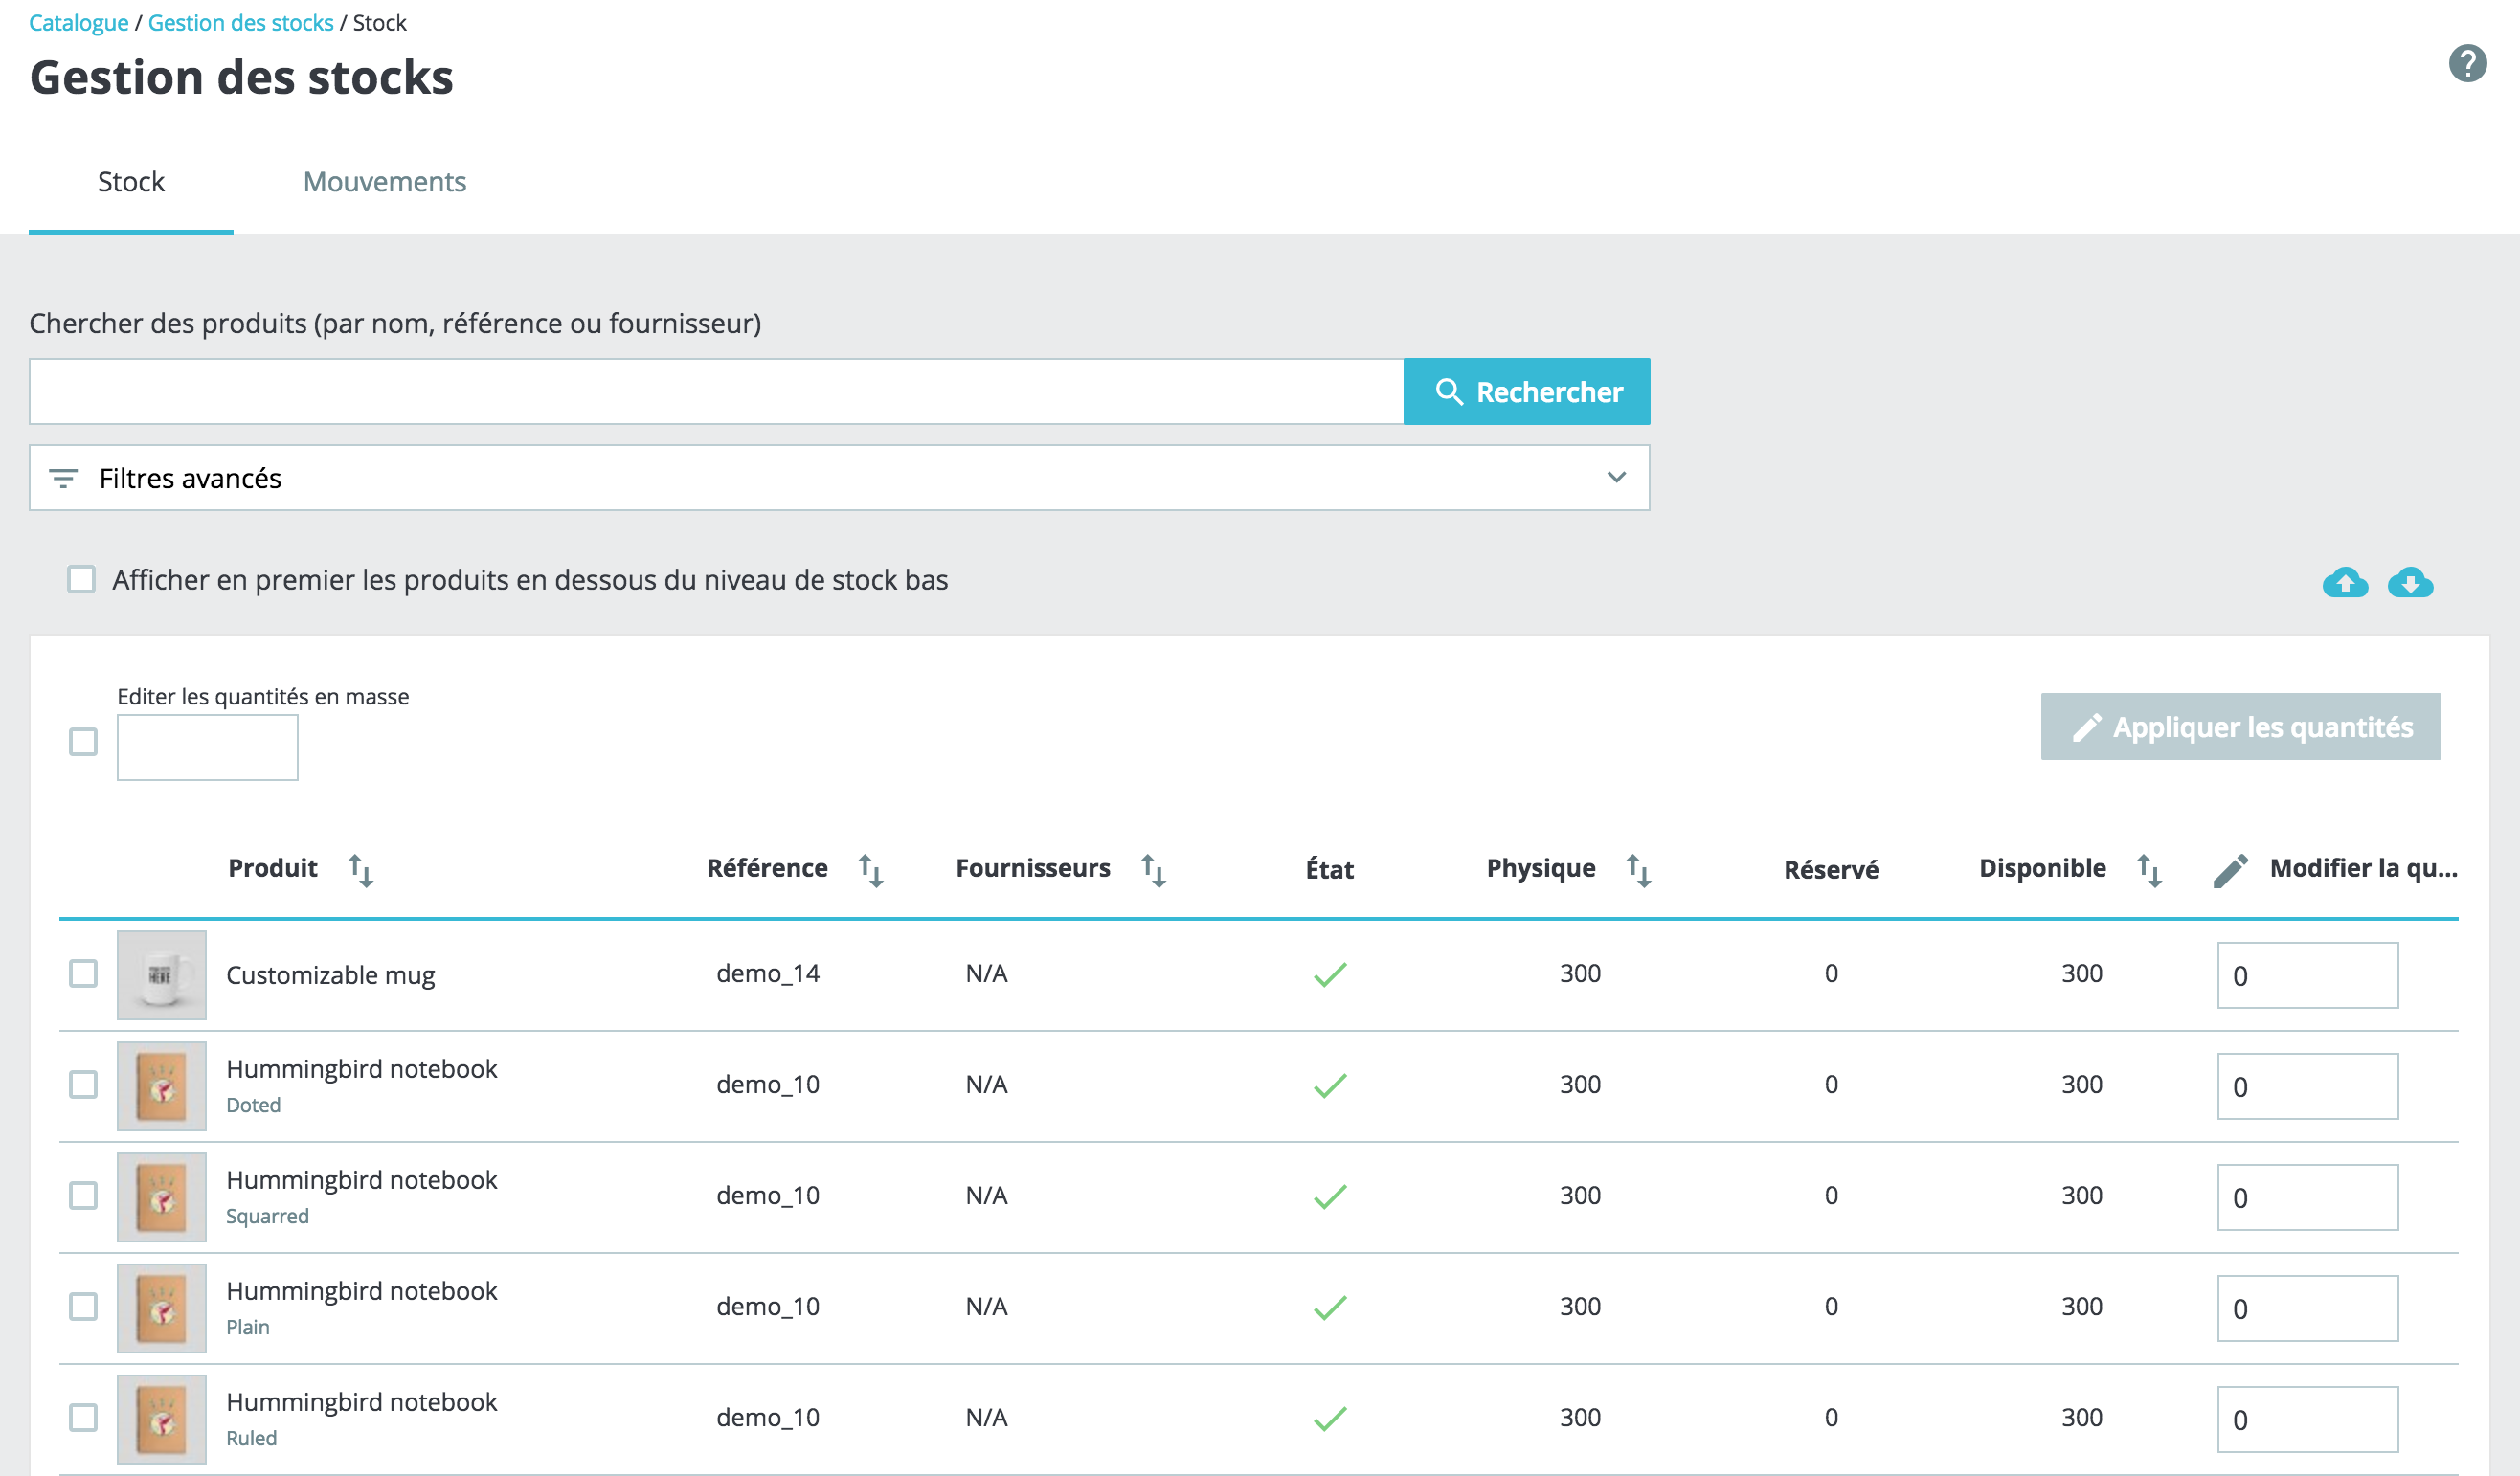 Catalogue / Gestion des stocks / Stock
Gestion des stocks
?
Stock Mouvements
Chercher des produits (par nom, référence ou fournisseur)
Rechercher
Filtres avancés
Afficher en premier les produits en dessous du niveau de stock bas
Editer les quantités en masse
Appliquer les quantités
Produit Référence Fournisseurs État Physique Réservé Disponible Modifier la qu...
HERE
Customizable mug demo_14 N/A 300 0 300 0
Hummingbird notebook demo_10 N/A 300 0 300 0
Doted
Hummingbird notebook demo_10 N/A 300 0 300 0
Squarred
Hummingbird notebook demo_10 N/A 300 0 300 0
Plain
Hummingbird notebook demo_10 N/A 300 0 300 0
Ruled